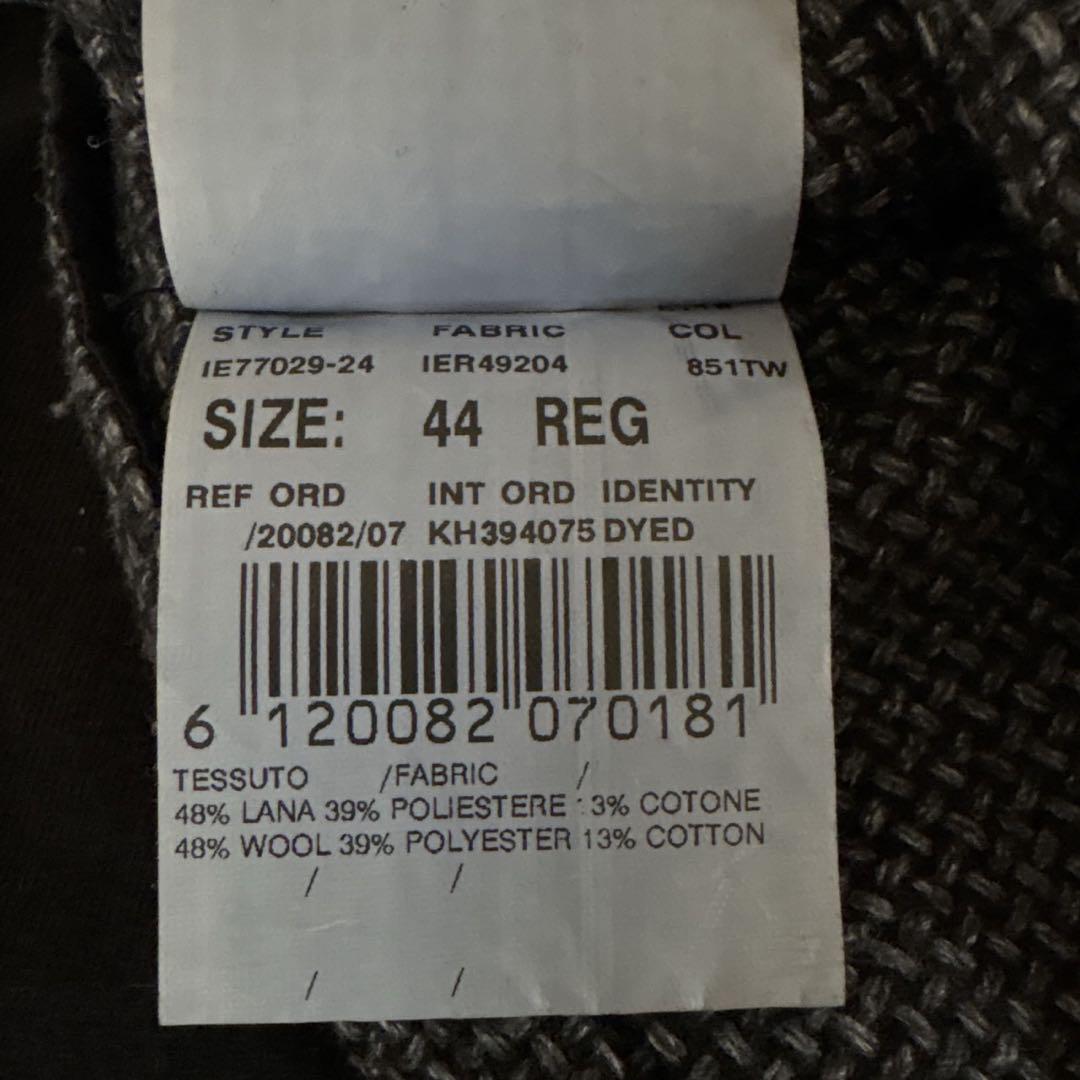 STYLE FABRIC COL
IE77029-24 IER49204 851TW
SIZE: 44 REG
REF ORD INT ORD IDENTITY
/20082/07 KH394075 DYED
6 120082 070181
TESSUTO /FABRIC /
48% LANA 39% POLIESTERE 13% COTONE
48% WOOL 39% POLYESTER 13% COTTON
/ /
/ /